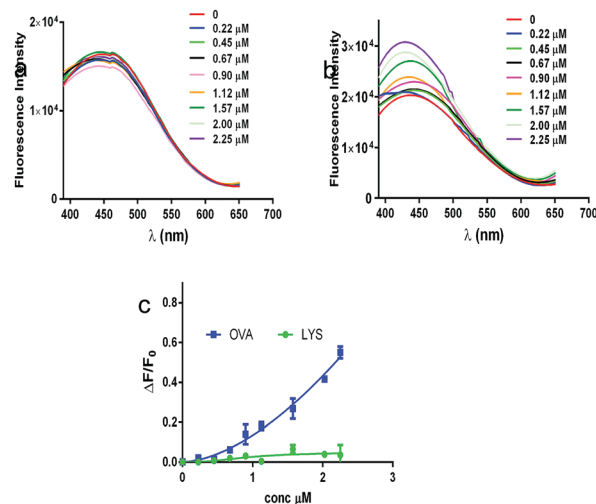 a
Fluorescence Intensity
2×10⁴
1×10⁴
0
400 450 500 550 600 650 700
λ (nm)
0
0.22 µM
0.45 µM
0.67 µM
0.90 µM
1.12 µM
1.57 µM
2.00 µM
2.25 µM
b
Fluorescence Intensity
3×10⁴
2×10⁴
1×10⁴
0
400 450 500 550 600 650 700
λ (nm)
0
0.22 µM
0.45 µM
0.67 µM
0.90 µM
1.12 µM
1.57 µM
2.00 µM
2.25 µM
C
ΔF/F₀
0.8
0.6
0.4
0.2
0.0
OVA LYS
0 1 2 3
conc µM